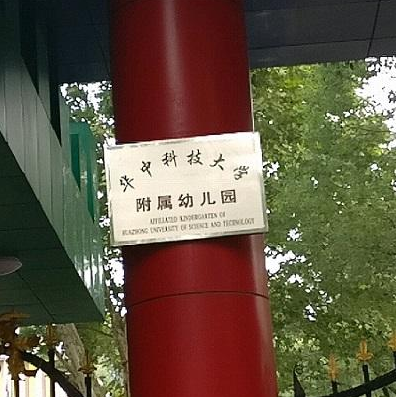 华中科技大学
附属幼儿园
AFFILIATED KINDERGARTEN OF
HUAZHONG UNIVERSITY OF SCIENCE AND TECHNOLOGY